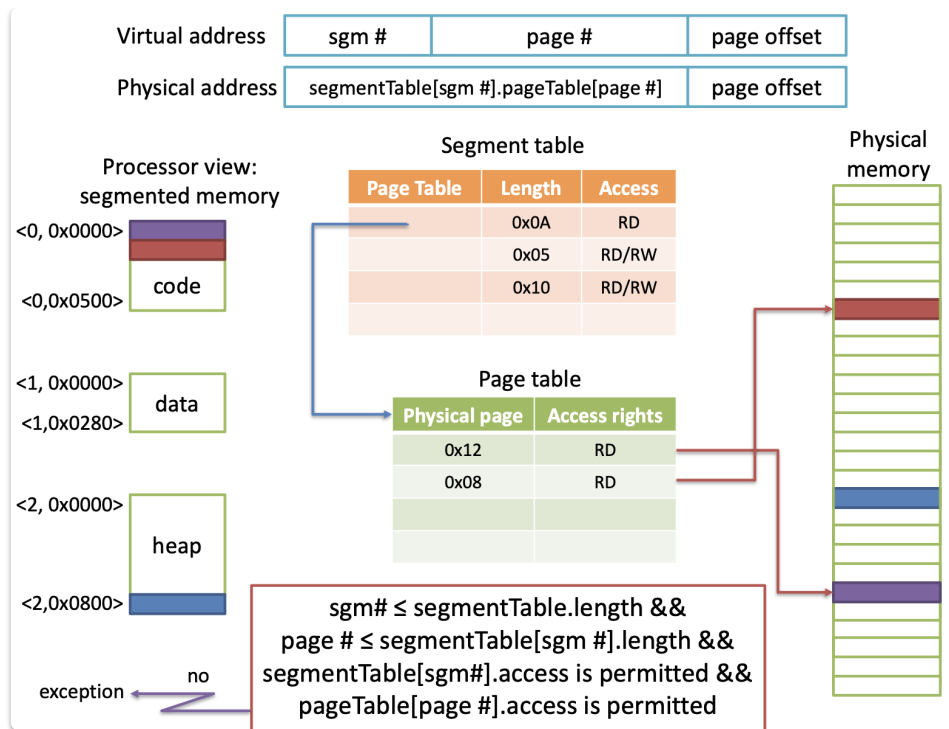 Virtual address sgm # page # page offset
Physical address segmentTable[sgm #].pageTable[page #] page offset
Segment table
Physical
memory
Processor view:
segmented memory
Page Table Length Access
<0, 0x0000>
0x0A RD
0x05 RD/RW
code
0x10 RD/RW
<0,0x0500>
Page table
<1, 0x0000>
data
<1,0x0280>
Physical page Access rights
0x12 RD
0x08 RD
<2, 0x0000>
heap
<2,0x0800>
sgm# ≤ segmentTable.length &&
page # ≤ segmentTable[sgm #].length &&
segmentTable[sgm#].access is permitted &&
pageTable[page #].access is permitted
no
exception